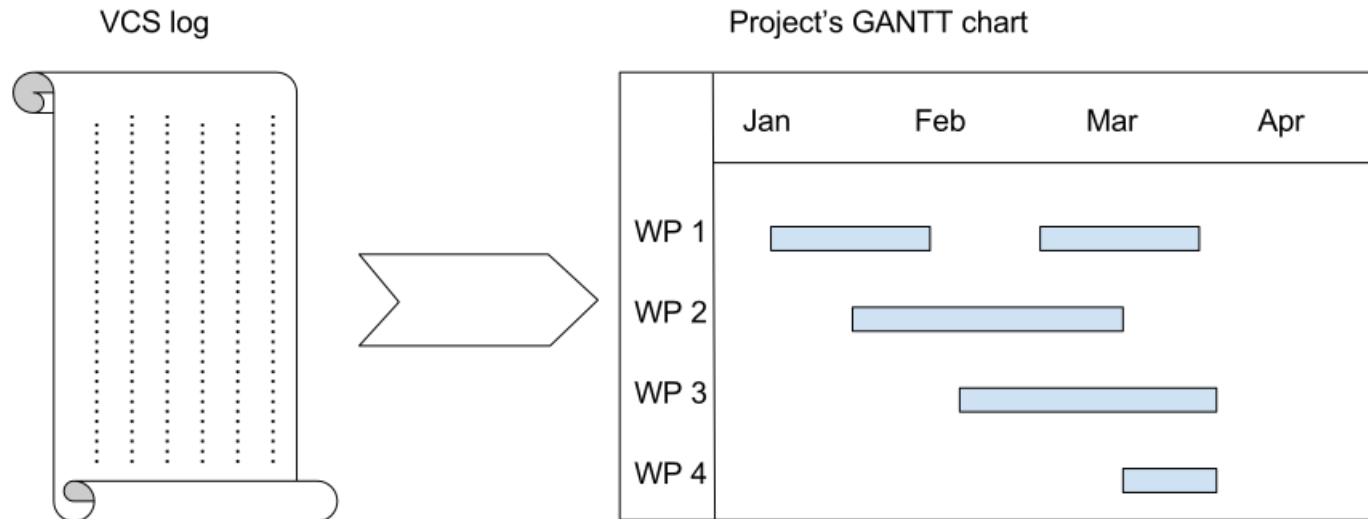 VCS log
Project's GANTT chart
Jan Feb Mar Apr
WP 1
WP 2
WP 3
WP 4